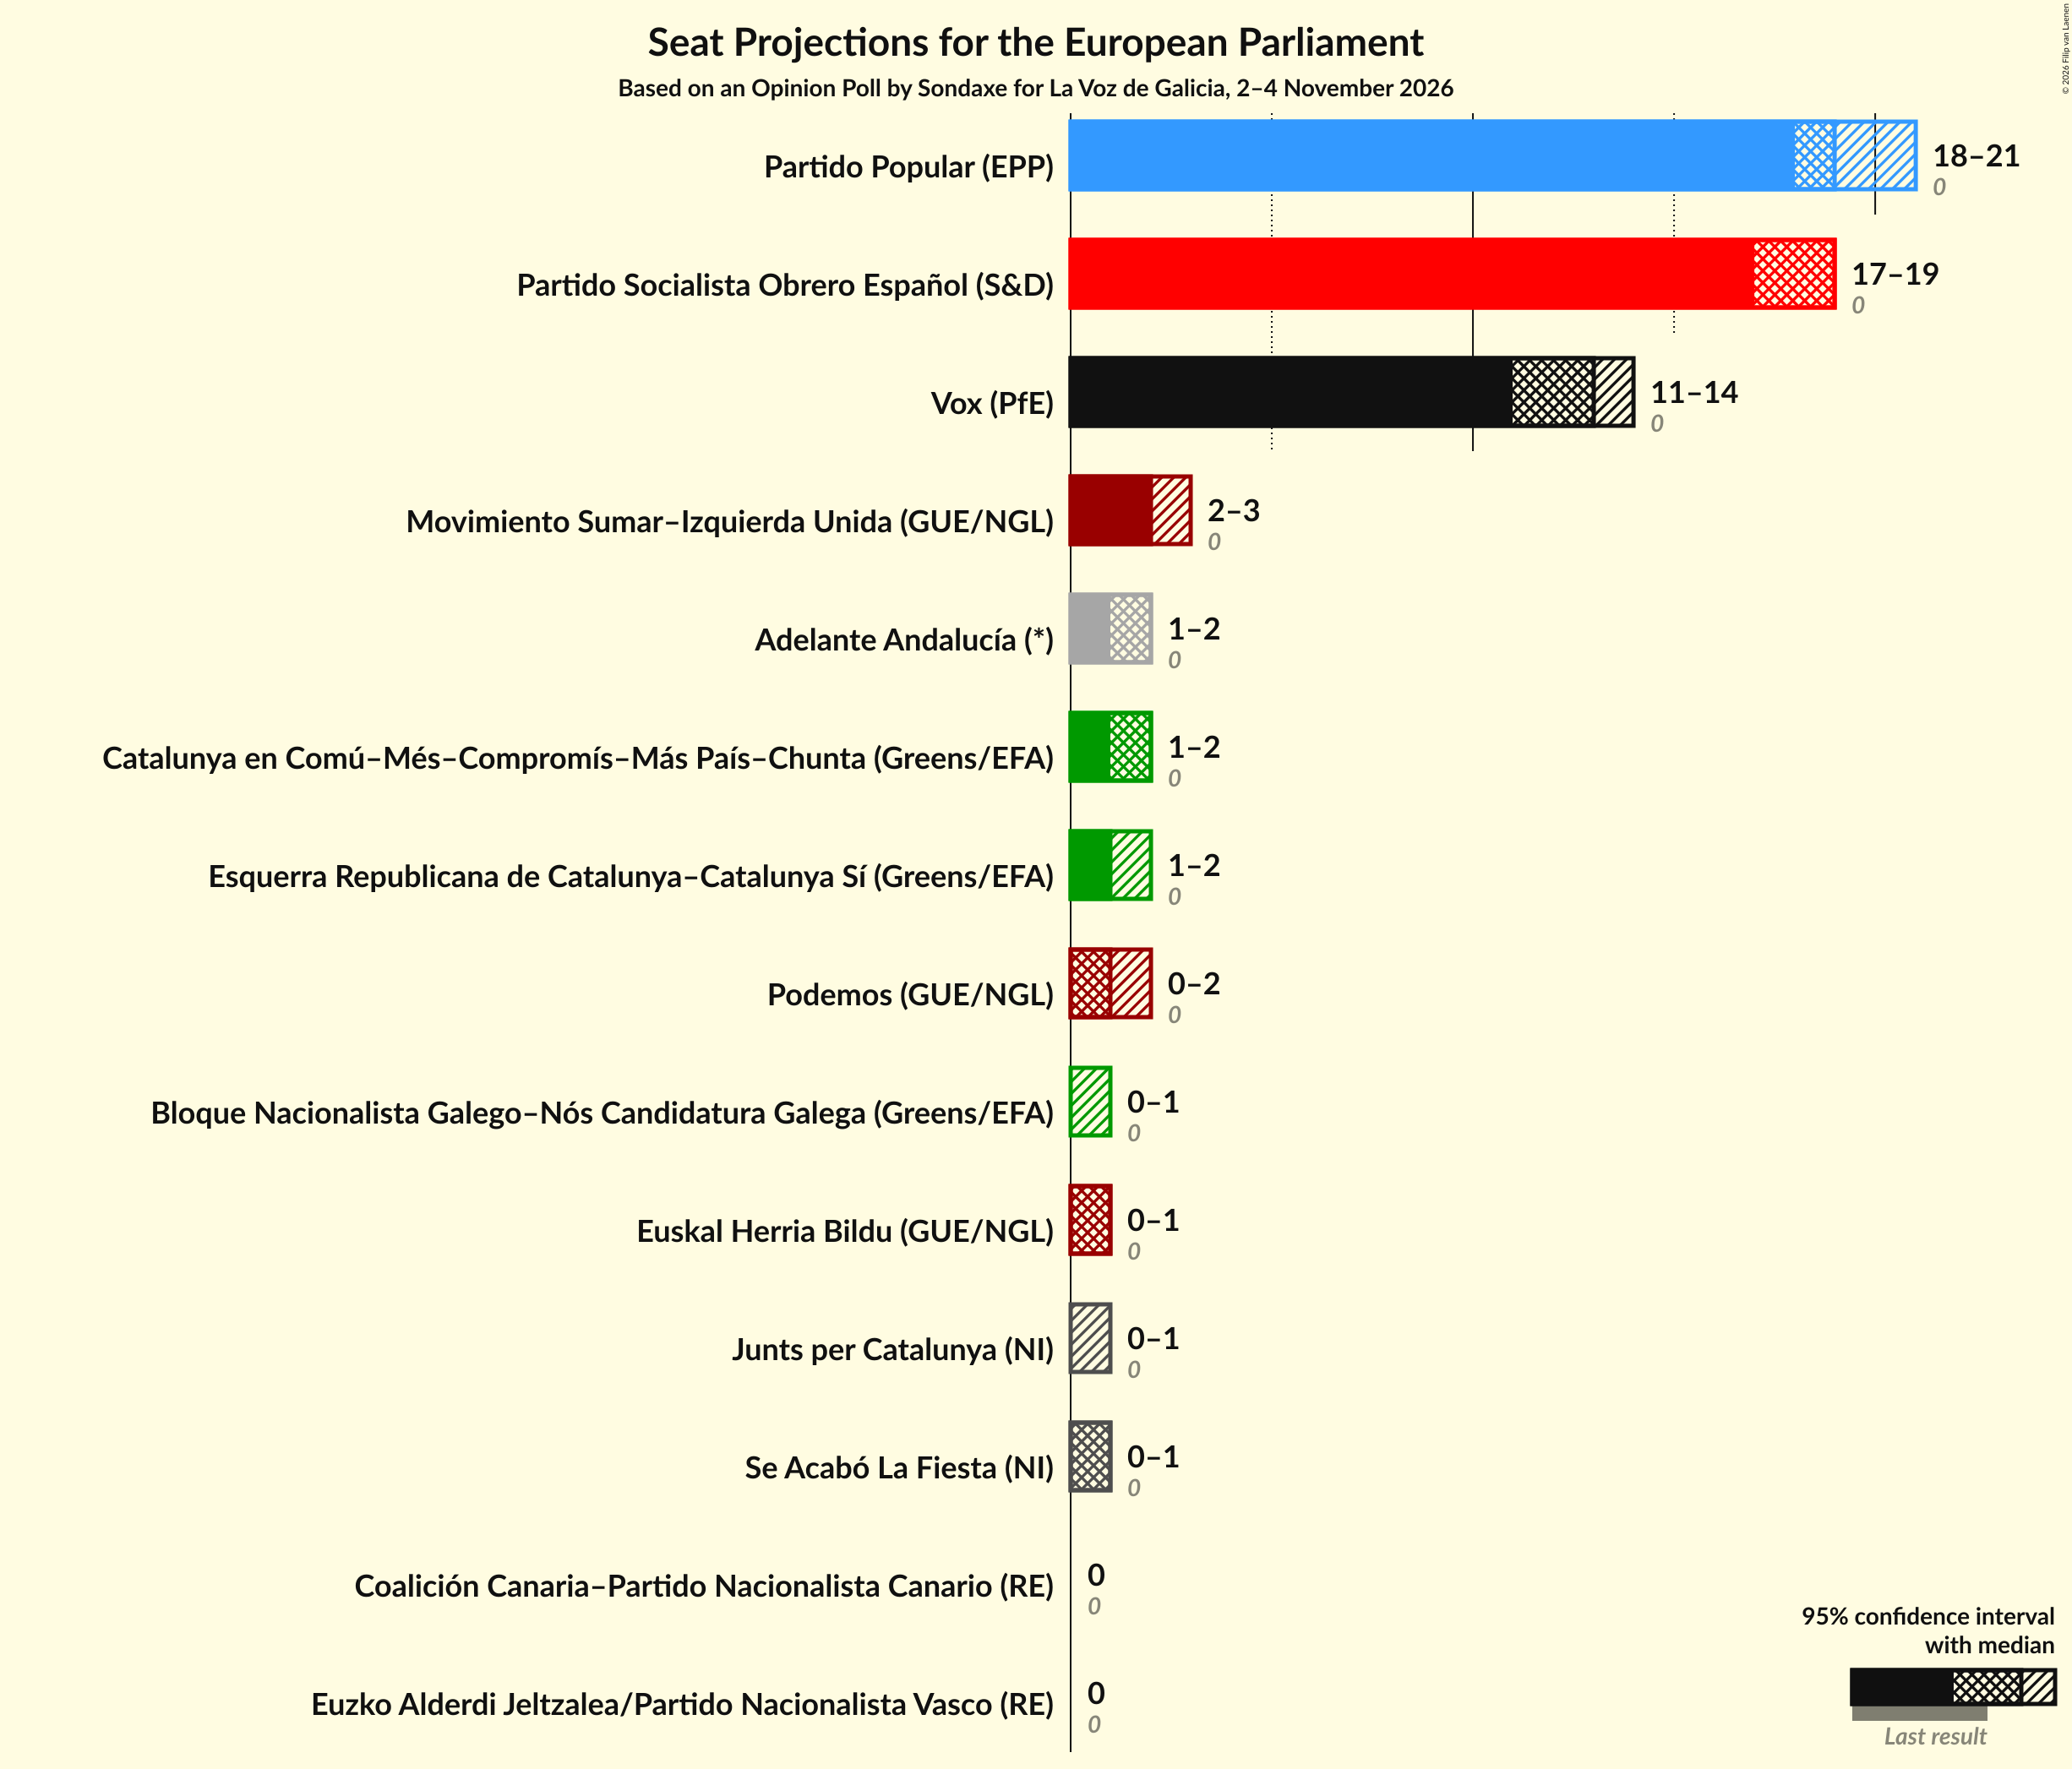 Seat Projections for the European Parliament
Based on an Opinion Poll by Sondaxe for La Voz de Galicia, 2–4 November 2026
© 2026 Filip van Laenen
Partido Popular (EPP)
18–21
0
Partido Socialista Obrero Español (S&D)
17–19
0
Vox (PfE)
11–14
0
Movimiento Sumar–Izquierda Unida (GUE/NGL)
2–3
0
Adelante Andalucía (*)
1–2
0
Catalunya en Comú–Més–Compromís–Más País–Chunta (Greens/EFA)
1–2
0
Esquerra Republicana de Catalunya–Catalunya Sí (Greens/EFA)
1–2
0
Podemos (GUE/NGL)
0–2
0
Bloque Nacionalista Galego–Nós Candidatura Galega (Greens/EFA)
0–1
0
Euskal Herria Bildu (GUE/NGL)
0–1
0
Junts per Catalunya (NI)
0–1
0
Se Acabó La Fiesta (NI)
0–1
0
Coalición Canaria–Partido Nacionalista Canario (RE)
0
0
Euzko Alderdi Jeltzalea/Partido Nacionalista Vasco (RE)
0
0
95% confidence interval
with median
Last result